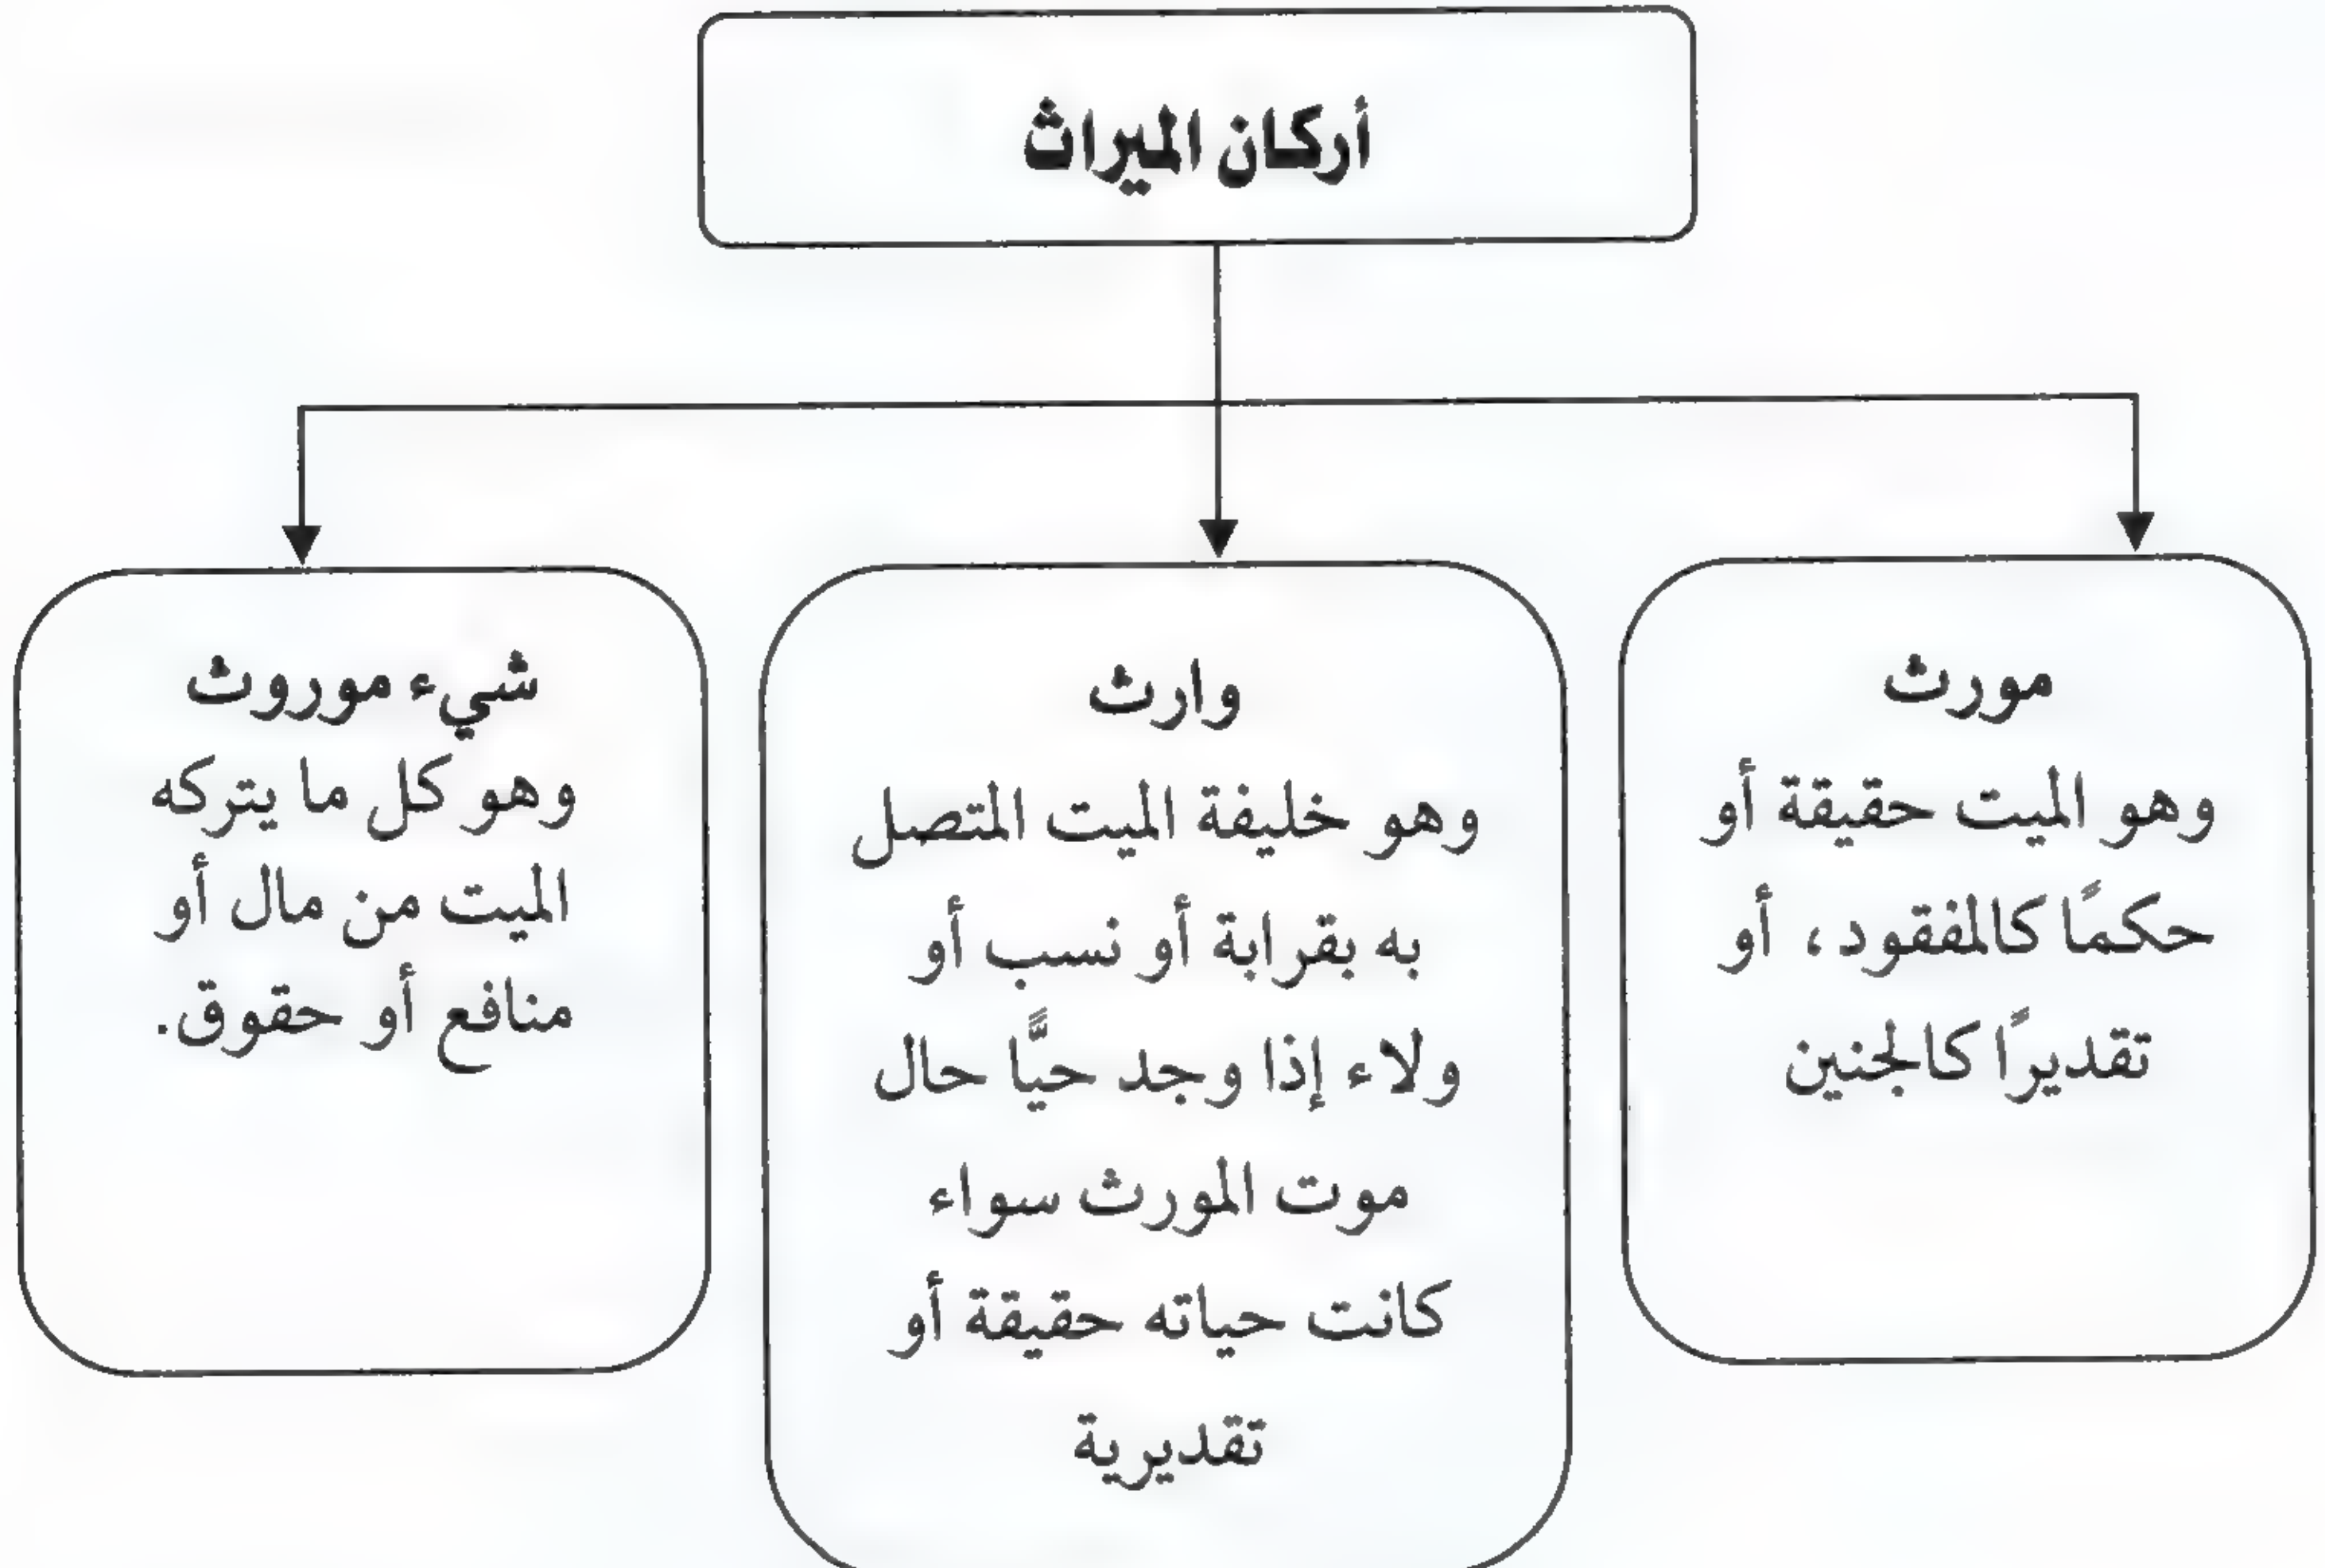 أركان الميراث
مورث
وهو الميت حقيقة أو
حكمًا كالمفقود، أو
تقديرًا كالجنين
وارث
وهو خليفة الميت المتصل
به بقرابة أو نسب أو
ولاء إذا وجد حيًّا حال
موت المورث سواء
كانت حياته حقيقة أو
تقديرية
شيء موروث
وهو كل ما يتركه
الميت من مال أو
منافع أو حقوق.